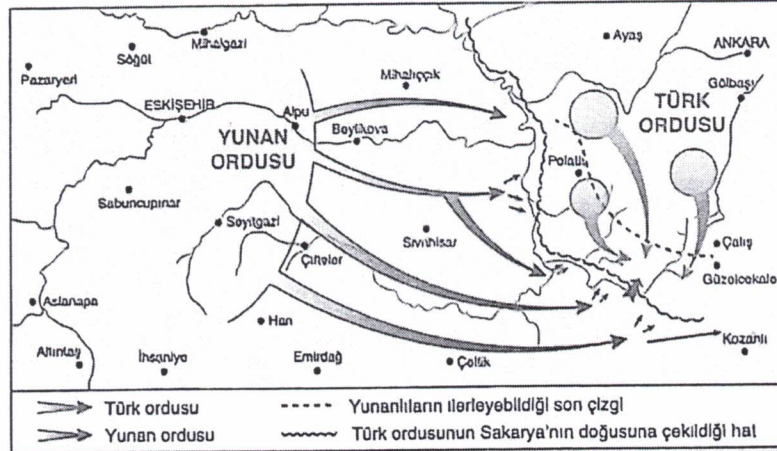 Ayaş
ANKARA
Mihalgazi
Söğüt
Pazaryeri
Mihalıççık
Gölbaşı
TÜRK
ORDUSU
ESKİŞEHİR
Alpu
Beylikova
YUNAN
ORDUSU
Polatlı
Sabuncupınar
Seyitgazi
Sivrihisar
Çifteler
Çalış
Güzelcekale
Aslanapa
Han
Kozanlı
Altıntaş
İhsaniye
Emirdağ
Çeltik
Türk ordusu
Yunanlıların ilerleyebildiği son çizgi
Yunan ordusu
Türk ordusunun Sakarya'nın doğusuna çekildiği hat